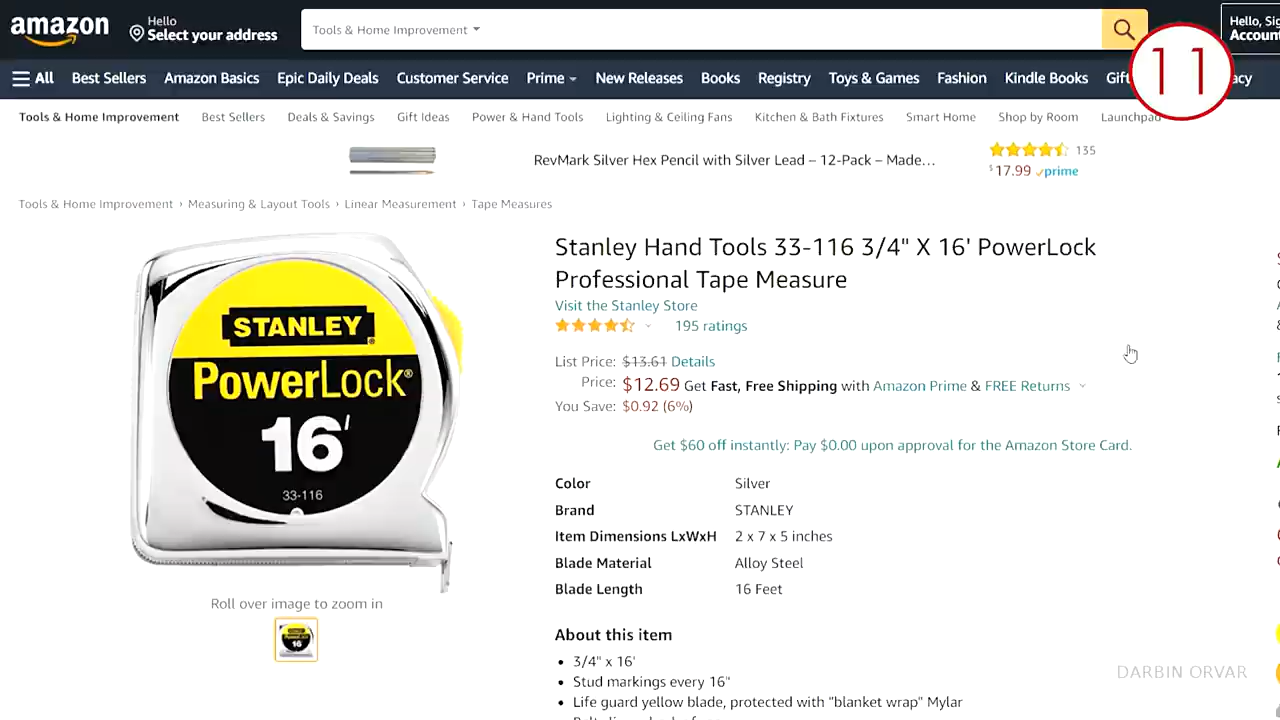 amazon
Hello
Select your address
Tools & Home Improvement
Hello, Sig
Account
11
All Best Sellers Amazon Basics Epic Daily Deals Customer Service Prime New Releases Books Registry Toys & Games Fashion Kindle Books Gift acy
Tools & Home Improvement Best Sellers Deals & Savings Gift Ideas Power & Hand Tools Lighting & Ceiling Fans Kitchen & Bath Fixtures Smart Home Shop by Room Launchpad
RevMark Silver Hex Pencil with Silver Lead – 12-Pack – Made…
135
$17.99 prime
Tools & Home Improvement › Measuring & Layout Tools › Linear Measurement › Tape Measures
STANLEY®
PowerLock®
16'
33-116
Roll over image to zoom in
STANLEY
PowerLock
16
Stanley Hand Tools 33-116 3/4" X 16' PowerLock
Professional Tape Measure
Visit the Stanley Store
195 ratings
List Price: $13.61 Details
Price: $12.69 Get Fast, Free Shipping with Amazon Prime & FREE Returns
You Save: $0.92 (6%)
Get $60 off instantly: Pay $0.00 upon approval for the Amazon Store Card.
Color Silver
Brand STANLEY
Item Dimensions LxWxH 2 x 7 x 5 inches
Blade Material Alloy Steel
Blade Length 16 Feet
About this item
• 3/4" x 16'
• Stud markings every 16"
• Life guard yellow blade, protected with "blanket wrap" Mylar
DARBIN ORVAR